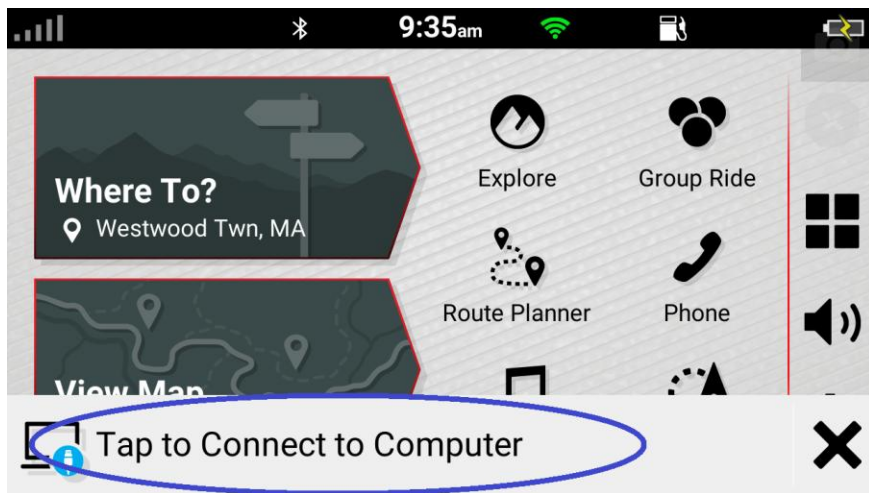 9:35am
Where To?
Westwood Twn, MA
Explore
Group Ride
Route Planner
Phone
View Map
Tap to Connect to Computer